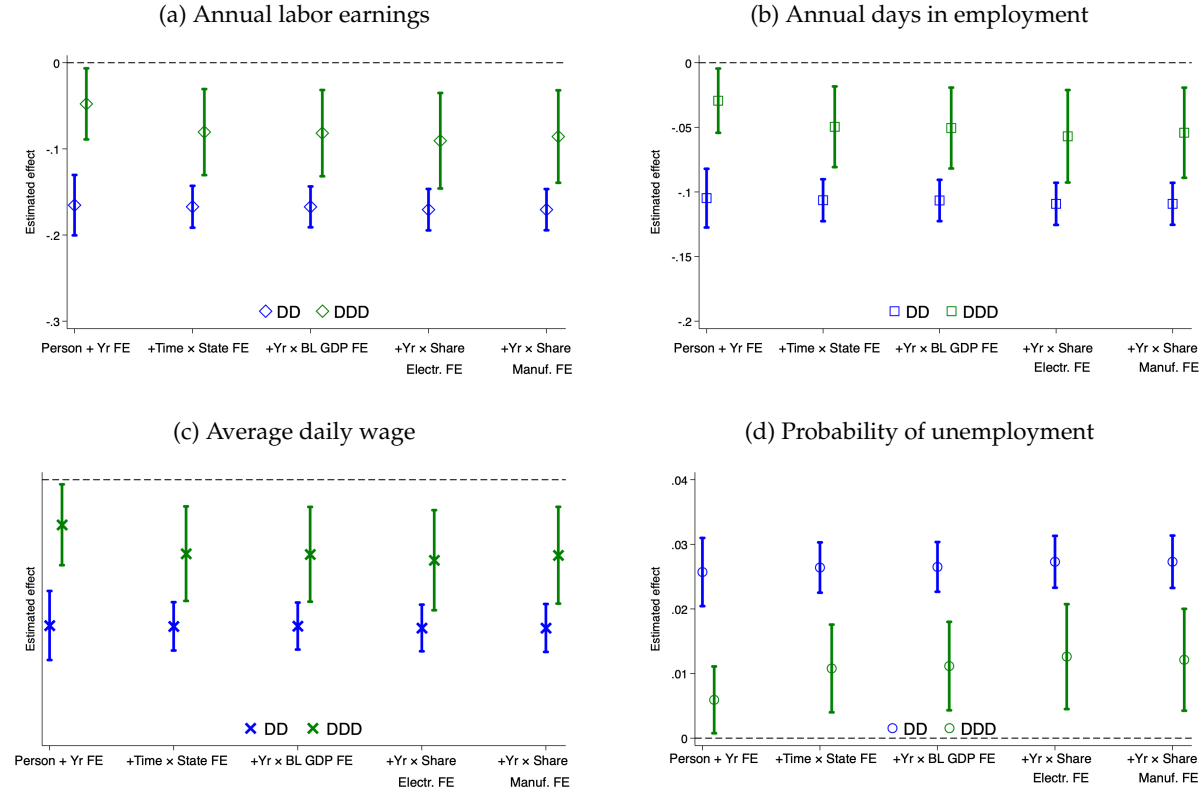 (a) Annual labor earnings
Estimated effect
0
-.1
-.2
-.3
DD DDD
Person + Yr FE
+Time × State FE
+Yr × BL GDP FE
+Yr × Share
Electr. FE
+Yr × Share
Manuf. FE
(b) Annual days in employment
Estimated effect
0
-.05
-.1
-.15
-.2
DD DDD
Person + Yr FE
+Time × State FE
+Yr × BL GDP FE
+Yr × Share
Electr. FE
+Yr × Share
Manuf. FE
(c) Average daily wage
Estimated effect
DD DDD
Person + Yr FE
+Time × State FE
+Yr × BL GDP FE
+Yr × Share
Electr. FE
+Yr × Share
Manuf. FE
(d) Probability of unemployment
Estimated effect
.04
.03
.02
.01
0
DD DDD
Person + Yr FE
+Time × State FE
+Yr × BL GDP FE
+Yr × Share
Electr. FE
+Yr × Share
Manuf. FE